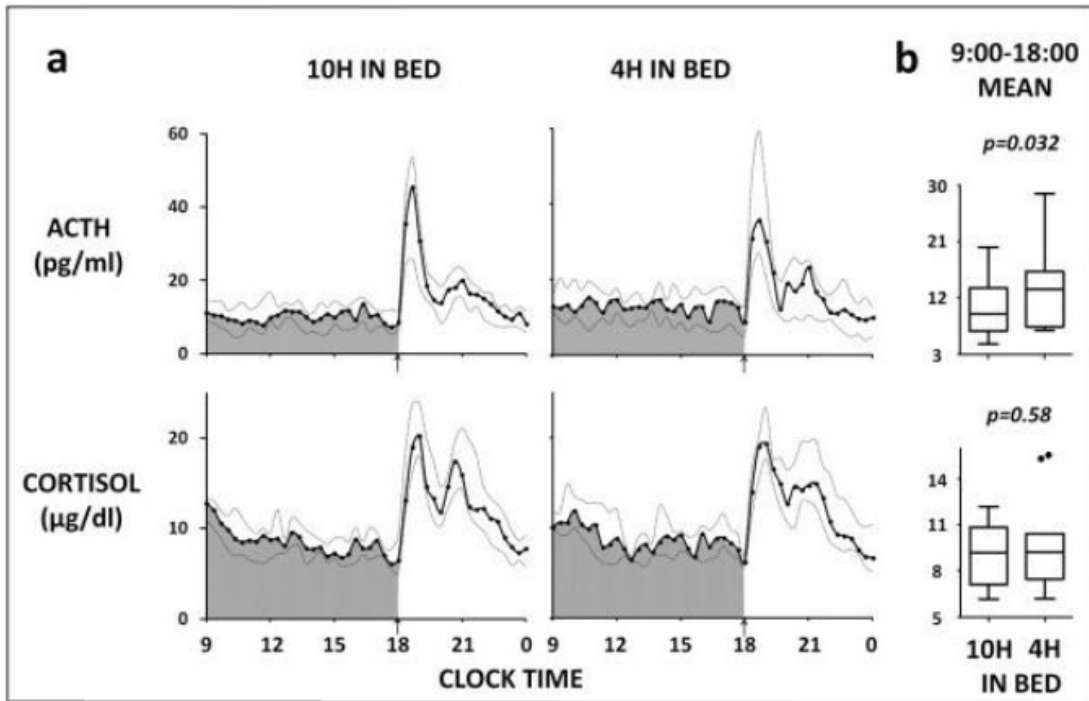 a
10H IN BED
4H IN BED
b
9:00-18:00
MEAN
p=0.032
ACTH
(pg/ml)
60
40
20
0
30
21
12
3
CORTISOL
(µg/dl)
20
10
0
p=0.58
14
11
8
5
9 12 15 18 21 0
9 12 15 18 21 0
CLOCK TIME
10H 4H
IN BED